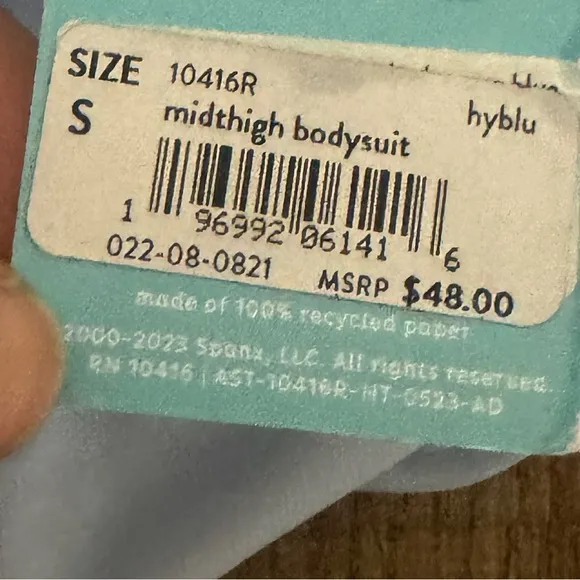 SIZE 10416R
S midthigh bodysuit hyblu
1 96992 06141 6
022-08-0821 MSRP $48.00
made of 100% recycled paper
2000-2023 Spanx, LLC. All rights reserved.
RN 10416 | AST-10416R-HT-0523-AD